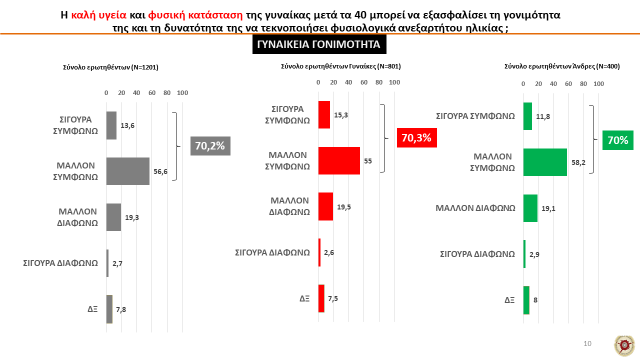 Η καλή υγεία και φυσική κατάσταση της γυναίκας μετά τα 40 μπορεί να εξασφαλίσει τη γονιμότητα
της και τη δυνατότητα της να τεκνοποιήσει φυσιολογικά ανεξαρτήτου ηλικίας ;
ΓΥΝΑΙΚΕΙΑ ΓΟΝΙΜΟΤΗΤΑ
Σύνολο ερωτηθέντων (Ν=1201)
0 20 40 60 80 100
ΣΙΓΟΥΡΑ
ΣΥΜΦΩΝΩ
13,6
ΜΑΛΛΟΝ
ΣΥΜΦΩΝΩ
56,6
70,2%
ΜΑΛΛΟΝ
ΔΙΑΦΩΝΩ
19,3
ΣΙΓΟΥΡΑ ΔΙΑΦΩΝΩ
2,7
ΔΞ
7,8
Σύνολο ερωτηθέντων Γυναίκες (Ν=801)
0 20 40 60 80 100
ΣΙΓΟΥΡΑ
ΣΥΜΦΩΝΩ
15,3
ΜΑΛΛΟΝ
ΣΥΜΦΩΝΩ
55
70,3%
ΜΑΛΛΟΝ
ΔΙΑΦΩΝΩ
19,5
ΣΙΓΟΥΡΑ ΔΙΑΦΩΝΩ
2,6
ΔΞ
7,5
Σύνολο ερωτηθέντων Άνδρες (Ν=400)
0 20 40 60 80 100
ΣΙΓΟΥΡΑ ΣΥΜΦΩΝΩ
11,8
ΜΑΛΛΟΝ
ΣΥΜΦΩΝΩ
58,2
70%
ΜΑΛΛΟΝ ΔΙΑΦΩΝΩ
19,1
ΣΙΓΟΥΡΑ ΔΙΑΦΩΝΩ
2,9
ΔΞ
8
10